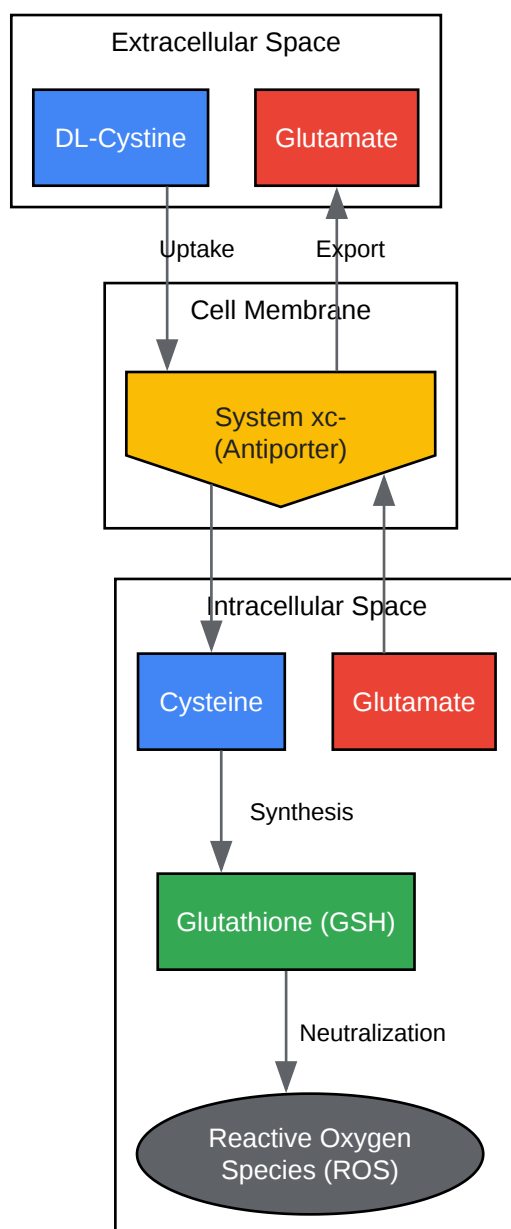 Extracellular Space
DL-Cystine
Glutamate
Uptake
Export
Cell Membrane
System xc-
(Antiporter)
Intracellular Space
Cysteine
Glutamate
Synthesis
Glutathione (GSH)
Neutralization
Reactive Oxygen
Species (ROS)